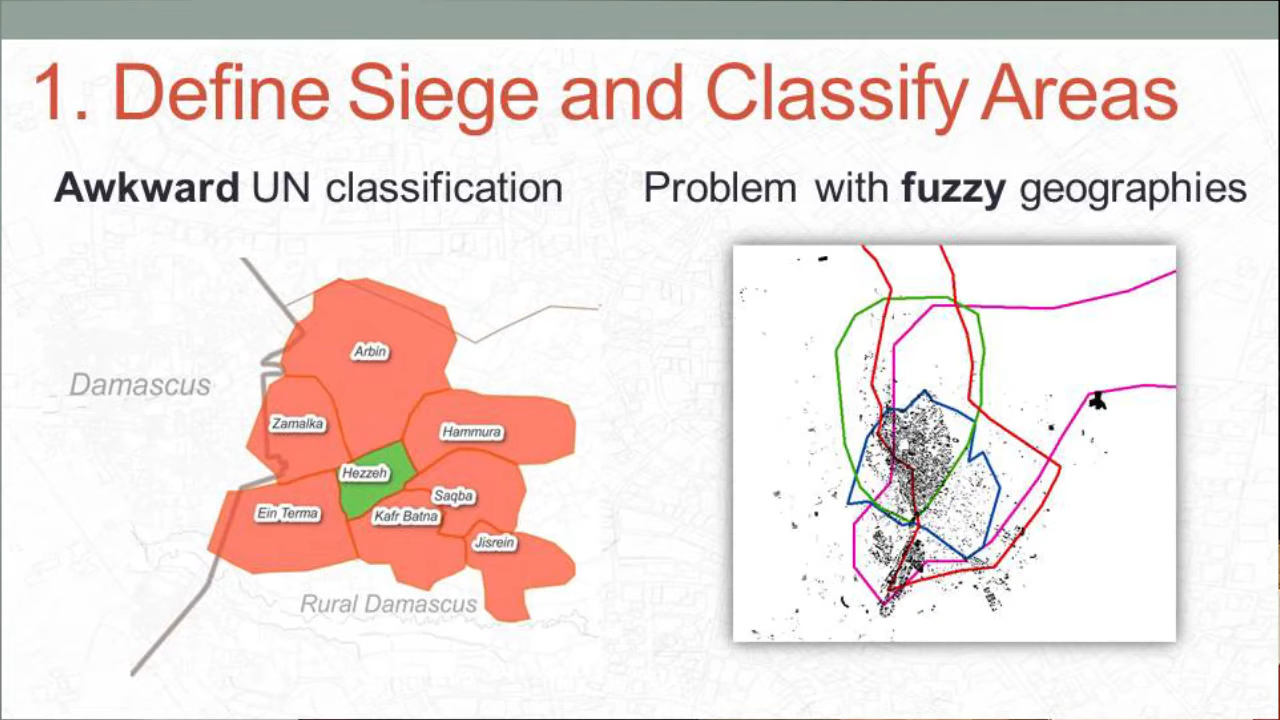 1. Define Siege and Classify Areas
Awkward UN classification
Problem with fuzzy geographies
Arbin
Damascus
Zamalka
Hammura
Hezzeh
Saqba
Ein Terma
Kafr Batna
Jisrein
Rural Damascus